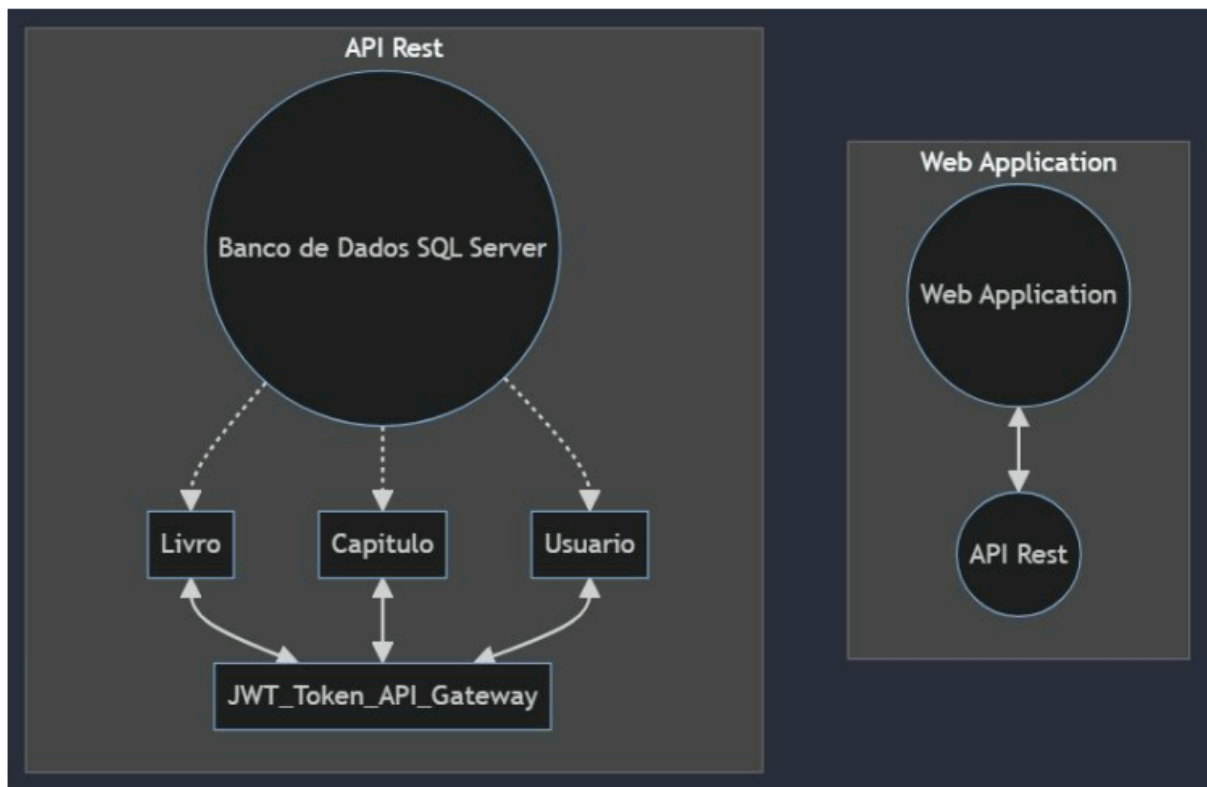 API Rest
Banco de Dados SQL Server
Livro
Capitulo
Usuario
JWT_Token_API_Gateway
Web Application
Web Application
API Rest